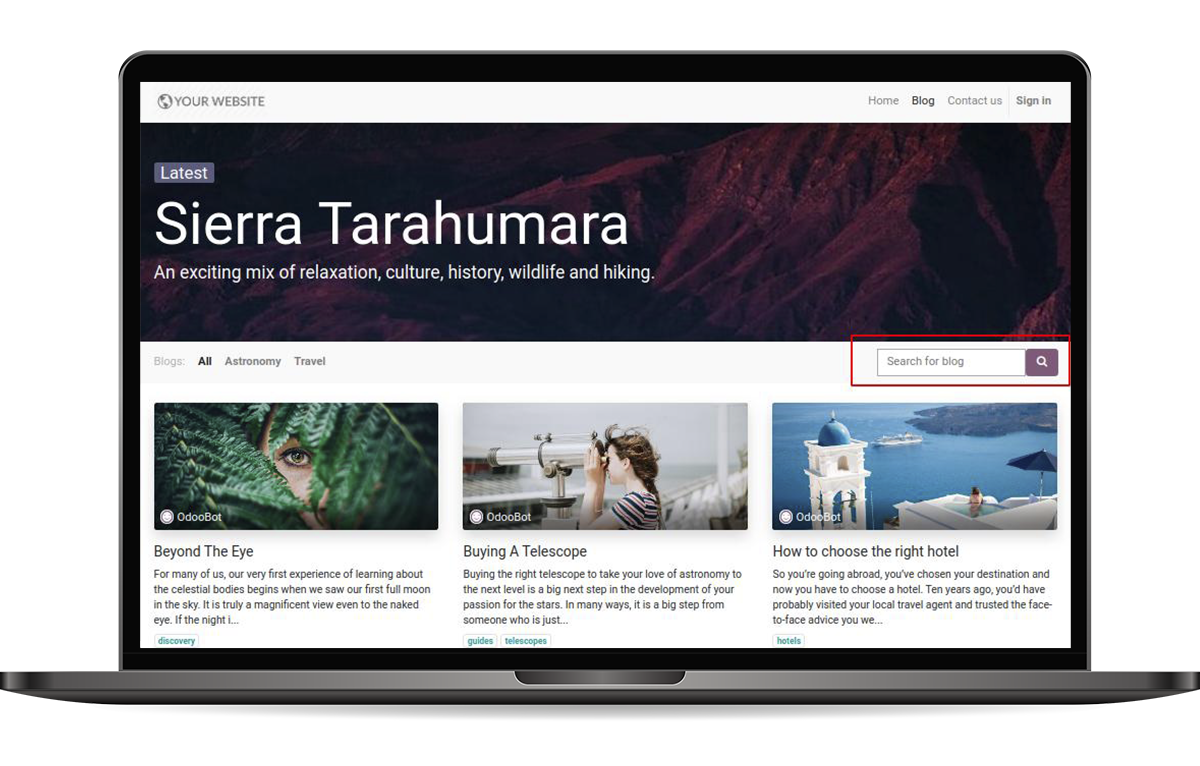 YOUR WEBSITE
Home Blog Contact us Sign in
Latest
Sierra Tarahumara
An exciting mix of relaxation, culture, history, wildlife and hiking.
Blogs: All Astronomy Travel
Search for blog
OdooBot
Beyond The Eye
For many of us, our very first experience of learning about
the celestial bodies begins when we saw our first full moon
in the sky. It is truly a magnificent view even to the naked
eye. If the night i...
discovery
OdooBot
Buying A Telescope
Buying the right telescope to take your love of astronomy to
the next level is a big next step in the development of your
passion for the stars. In many ways, it is a big step from
someone who is just...
guides telescopes
OdooBot
How to choose the right hotel
So you're going abroad, you've chosen your destination and
now you have to choose a hotel. Ten years ago, you'd have
probably visited your local travel agent and trusted the face-
to-face advice you we...
hotels